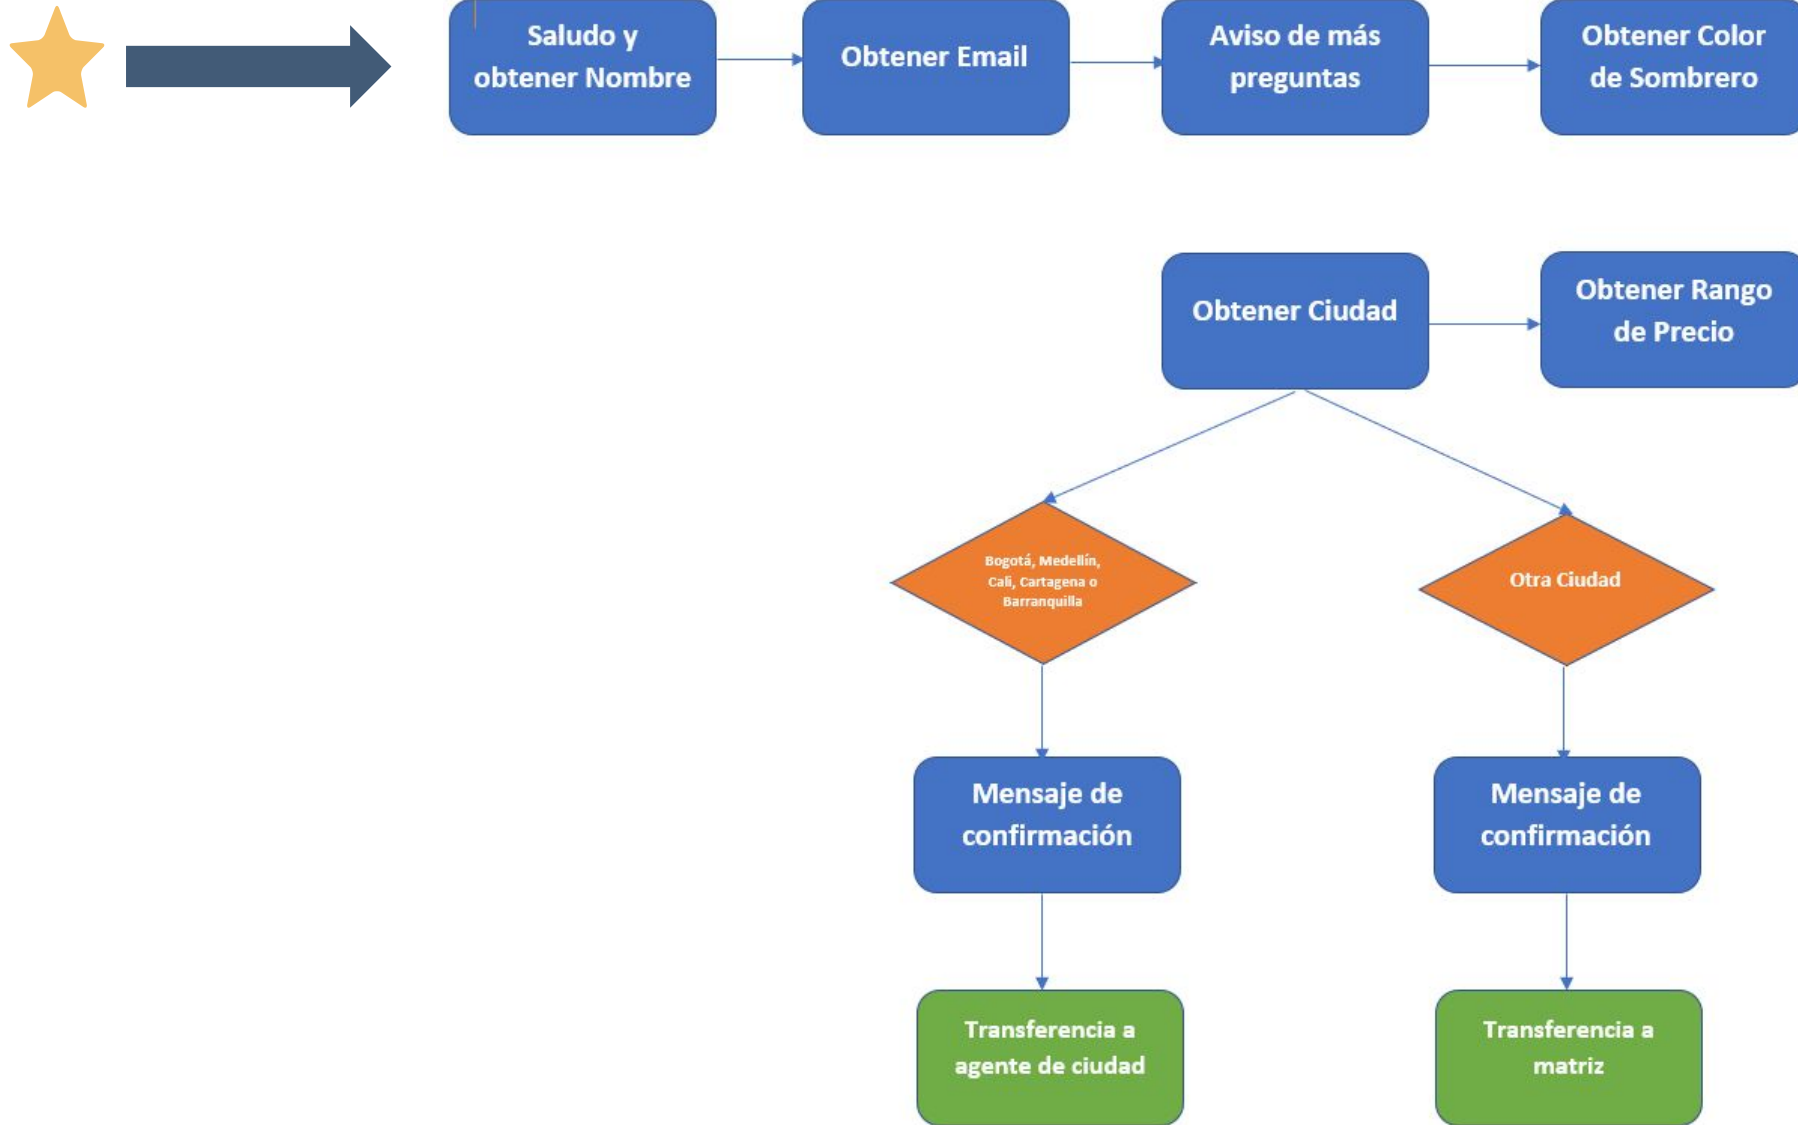 Saludo y
obtener Nombre
Obtener Email
Aviso de más
preguntas
Obtener Color
de Sombrero
Obtener Ciudad
Obtener Rango
de Precio
Bogotá, Medellín,
Cali, Cartagena o
Barranquilla
Otra Ciudad
Mensaje de
confirmación
Mensaje de
confirmación
Transferencia a
agente de ciudad
Transferencia a
matriz